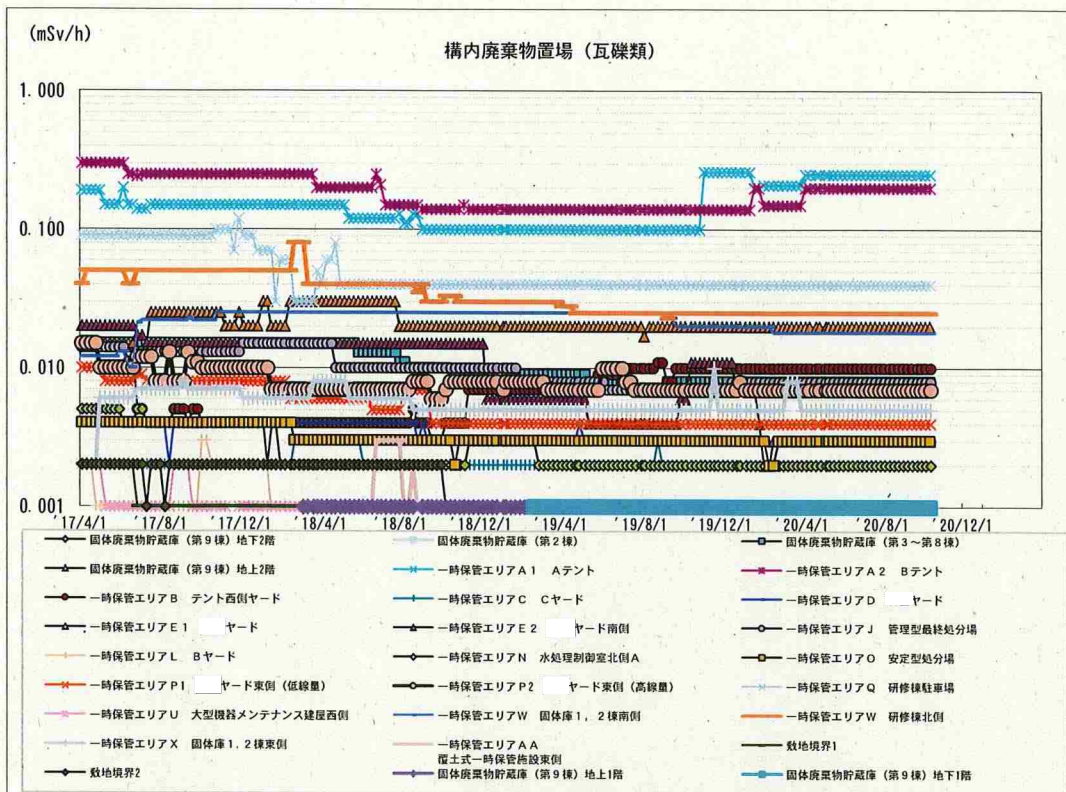 (mSv/h)
構内廃棄物置場（瓦礫類）
1.000
0.100
0.010
0.001
'17/4/1 '17/8/1 '17/12/1 '18/4/1 '18/8/1 '18/12/1 '19/4/1 '19/8/1 '19/12/1 '20/4/1 '20/8/1 '20/12/1
固体廃棄物貯蔵庫（第9棟）地下2階 固体廃棄物貯蔵庫（第2棟） 固体廃棄物貯蔵庫（第3～第8棟）
固体廃棄物貯蔵庫（第9棟）地上2階 一時保管エリアA1 Aテント 一時保管エリアA2 Bテント
一時保管エリアB テント西側ヤード 一時保管エリアC Cヤード 一時保管エリアD ヤード
一時保管エリアE1 ヤード 一時保管エリアE2 ヤード南側 一時保管エリアJ 管理型最終処分場
一時保管エリアL Bヤード 一時保管エリアN 水処理制御室北側A 一時保管エリアO 安定型処分場
一時保管エリアP1 ヤード東側（低線量） 一時保管エリアP2 ヤード東側（高線量） 一時保管エリアQ 研修棟駐車場
一時保管エリアU 大型機器メンテナンス建屋西側 一時保管エリアW 固体庫1，2棟南側 一時保管エリアW 研修棟北側
一時保管エリアX 固体庫1,2棟東側 一時保管エリアAA 敷地境界1
覆土式一時保管施設東側
敷地境界2 固体廃棄物貯蔵庫（第9棟）地上1階 固体廃棄物貯蔵庫（第9棟）地下1階